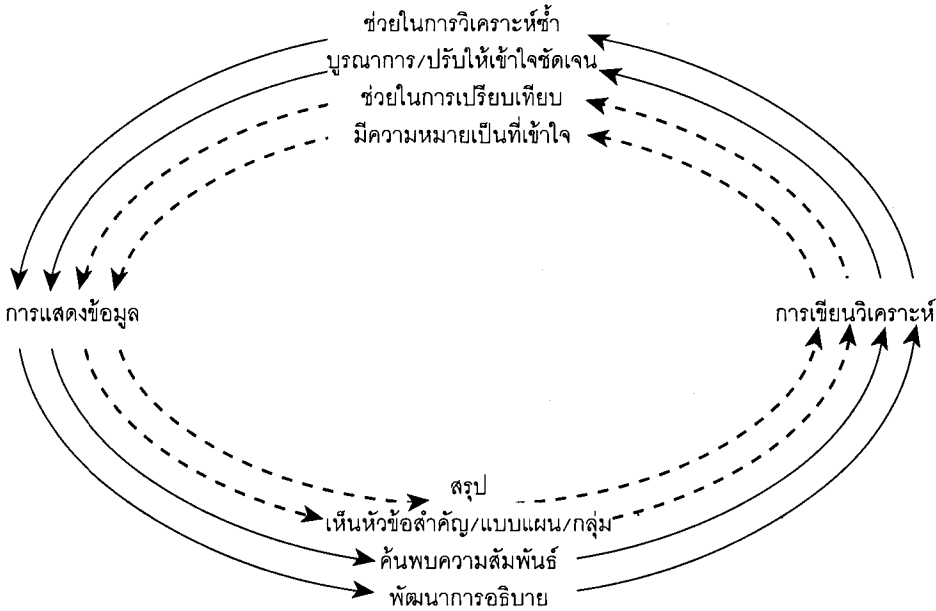 ช่วยในการวิเคราะห์ซ้ำ
บูรณาการ/ปรับให้เข้าใจชัดเจน
ช่วยในการเปรียบเทียบ
มีความหมายเป็นที่เข้าใจ
การแสดงข้อมูล
การเขียนวิเคราะห์
สรุป
เห็นหัวข้อสำคัญ/แบบแผน/กลุ่ม
ค้นพบความสัมพันธ์
พัฒนาการอธิบาย